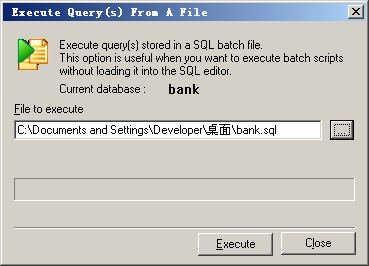 Execute Query(s) From A File
Execute query(s) stored in a SQL batch file.
This option is useful when you want to execute batch scripts
without loading it into the SQL editor.
Current database : bank
File to execute
C:\Documents and Settings\Developer\桌面\bank.sql
...
Execute
Close